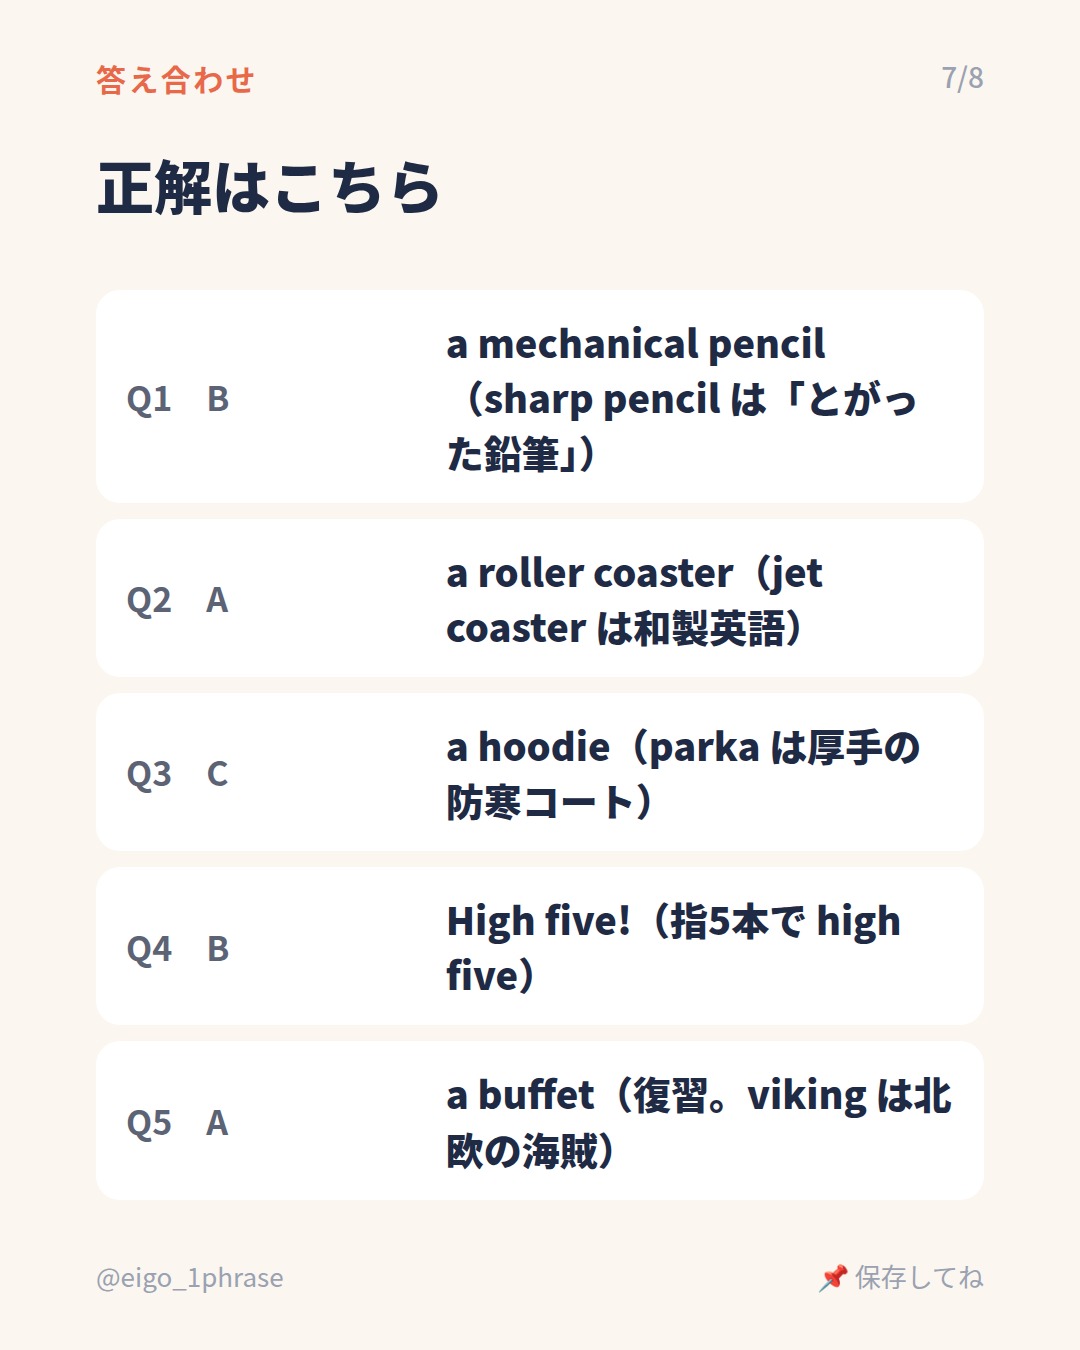 答え合わせ
7/8
正解はこちら
Q1 B
a mechanical pencil
（sharp pencil は「とがっ
た鉛筆」）
Q2 A
a roller coaster（jet
coaster は和製英語）
Q3 C
a hoodie（parka は厚手の
防寒コート）
Q4 B
High five!（指5本で high
five）
Q5 A
a buffet（復習。viking は北
欧の海賊）
@eigo_1phrase
📌 保存してね